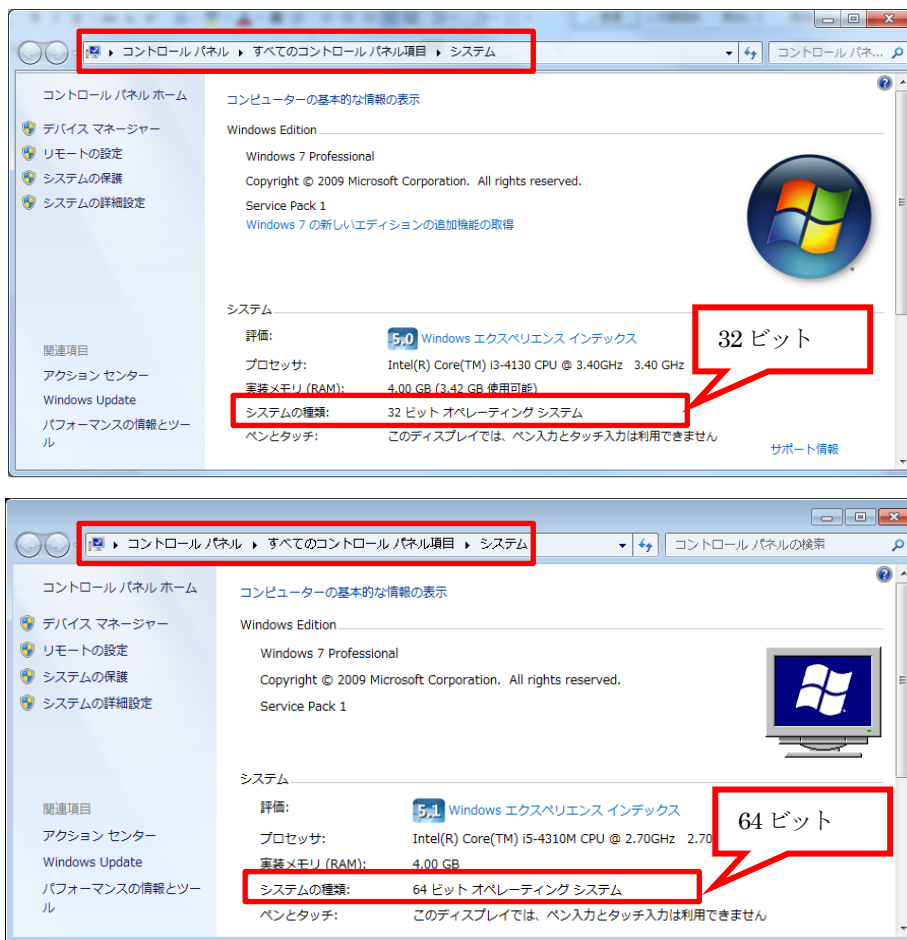 コントロール パネル ▸ すべてのコントロール パネル項目 ▸ システム
コントロール パネ...
コントロール パネル ホーム
デバイス マネージャー
リモートの設定
システムの保護
システムの詳細設定
関連項目
アクション センター
Windows Update
パフォーマンスの情報とツー
ル
コンピューターの基本的な情報の表示
Windows Edition
Windows 7 Professional
Copyright © 2009 Microsoft Corporation. All rights reserved.
Service Pack 1
Windows 7 の新しいエディションの追加機能の取得
システム
評価: 5.0 Windows エクスペリエンス インデックス
プロセッサ: Intel(R) Core(TM) i3-4130 CPU @ 3.40GHz 3.40 GHz
実装メモリ (RAM): 4.00 GB (3.42 GB 使用可能)
システムの種類: 32 ビット オペレーティング システム
ペンとタッチ: このディスプレイでは、ペン入力とタッチ入力は利用できません
サポート情報
32 ビット
コントロール パネル ▸ すべてのコントロール パネル項目 ▸ システム
コントロール パネルの検索
コントロール パネル ホーム
デバイス マネージャー
リモートの設定
システムの保護
システムの詳細設定
関連項目
アクション センター
Windows Update
パフォーマンスの情報とツー
ル
コンピューターの基本的な情報の表示
Windows Edition
Windows 7 Professional
Copyright © 2009 Microsoft Corporation. All rights reserved.
Service Pack 1
システム
評価: 5.1 Windows エクスペリエンス インデックス
プロセッサ: Intel(R) Core(TM) i5-4310M CPU @ 2.70GHz 2.70
実装メモリ (RAM): 4.00 GB
システムの種類: 64 ビット オペレーティング システム
ペンとタッチ: このディスプレイでは、ペン入力とタッチ入力は利用できません
64 ビット